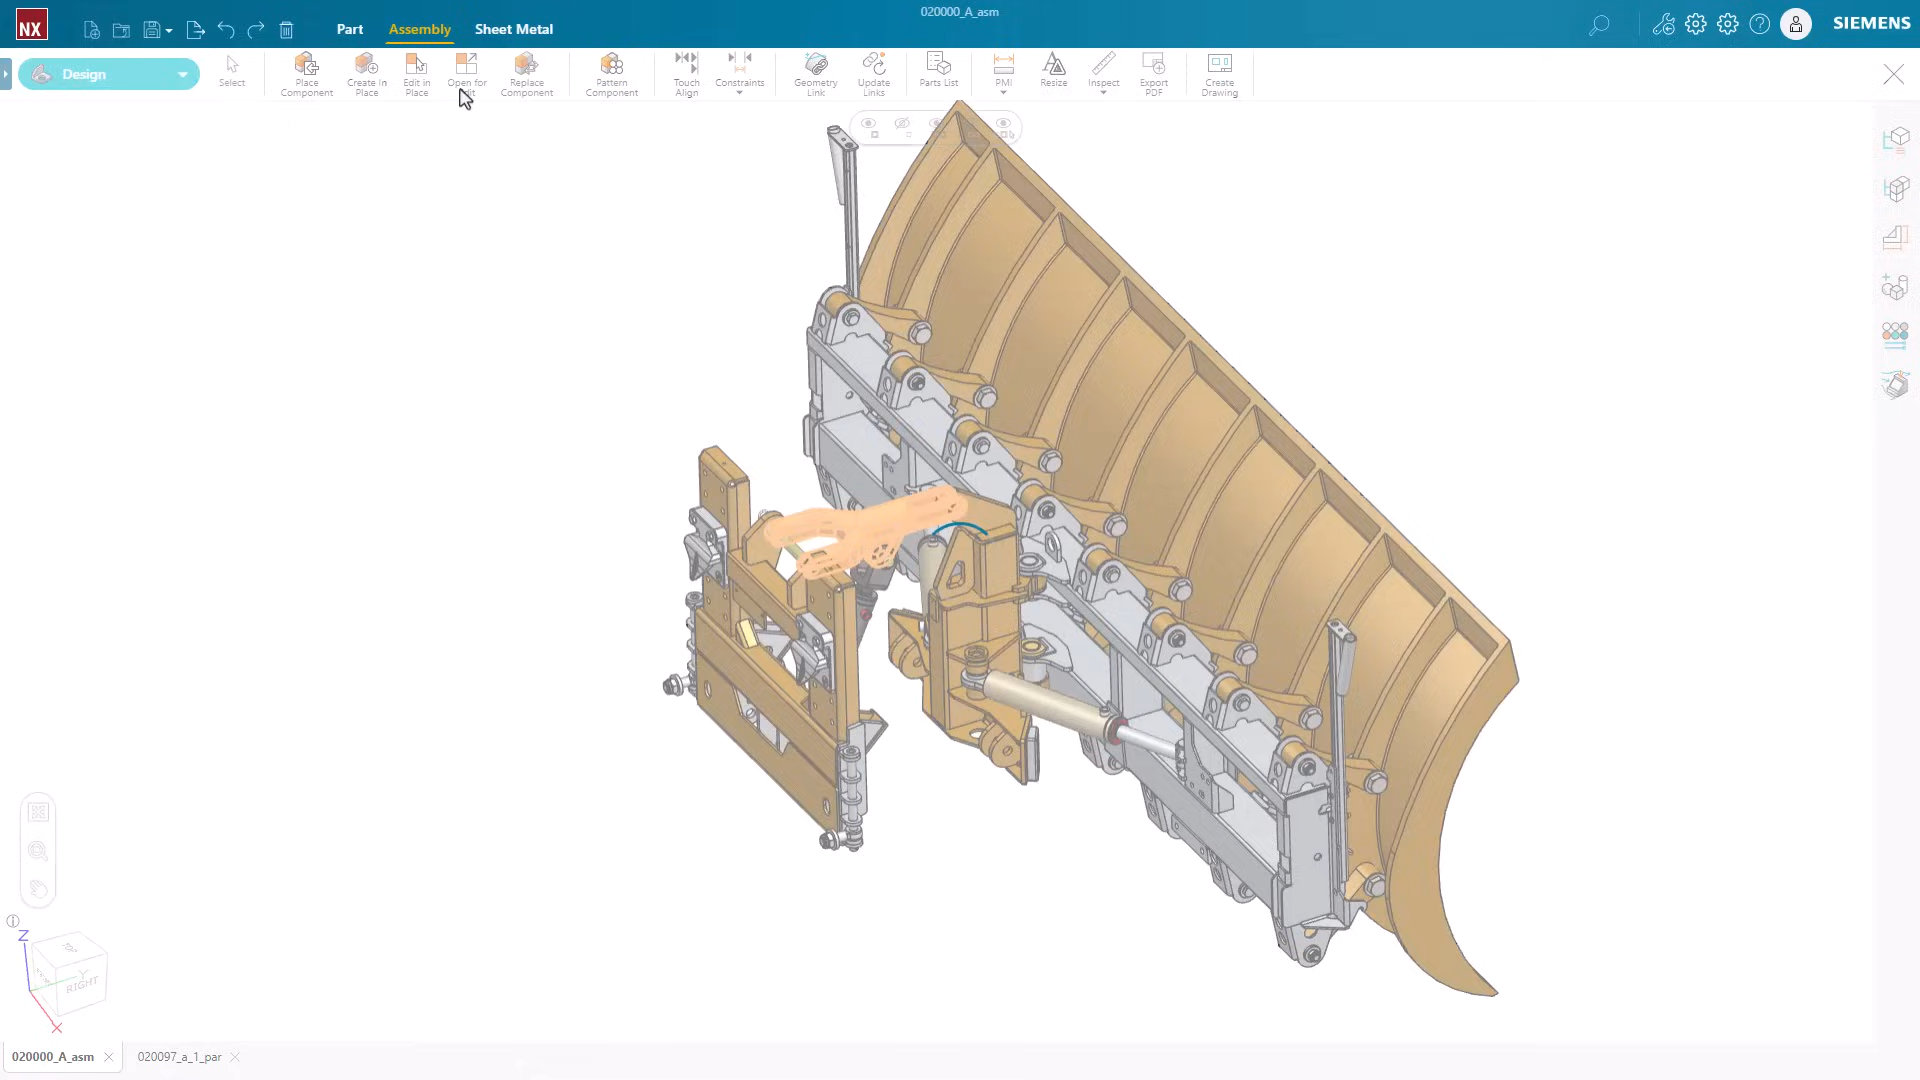 020000_A_asm
NX
Part
Assembly
Sheet Metal
SIEMENS
Design
Select
Place
Component
Create In
Place
Edit in
Place
Open for
Replace
Component
Pattern
Component
Touch
Align
Constraints
Geometry
Link
Update
Links
Parts List
PMI
Resize
Inspect
Export
PDF
Create
Drawing
Z
Y
RIGHT
X
020000_A_asm
020097_a_1_par